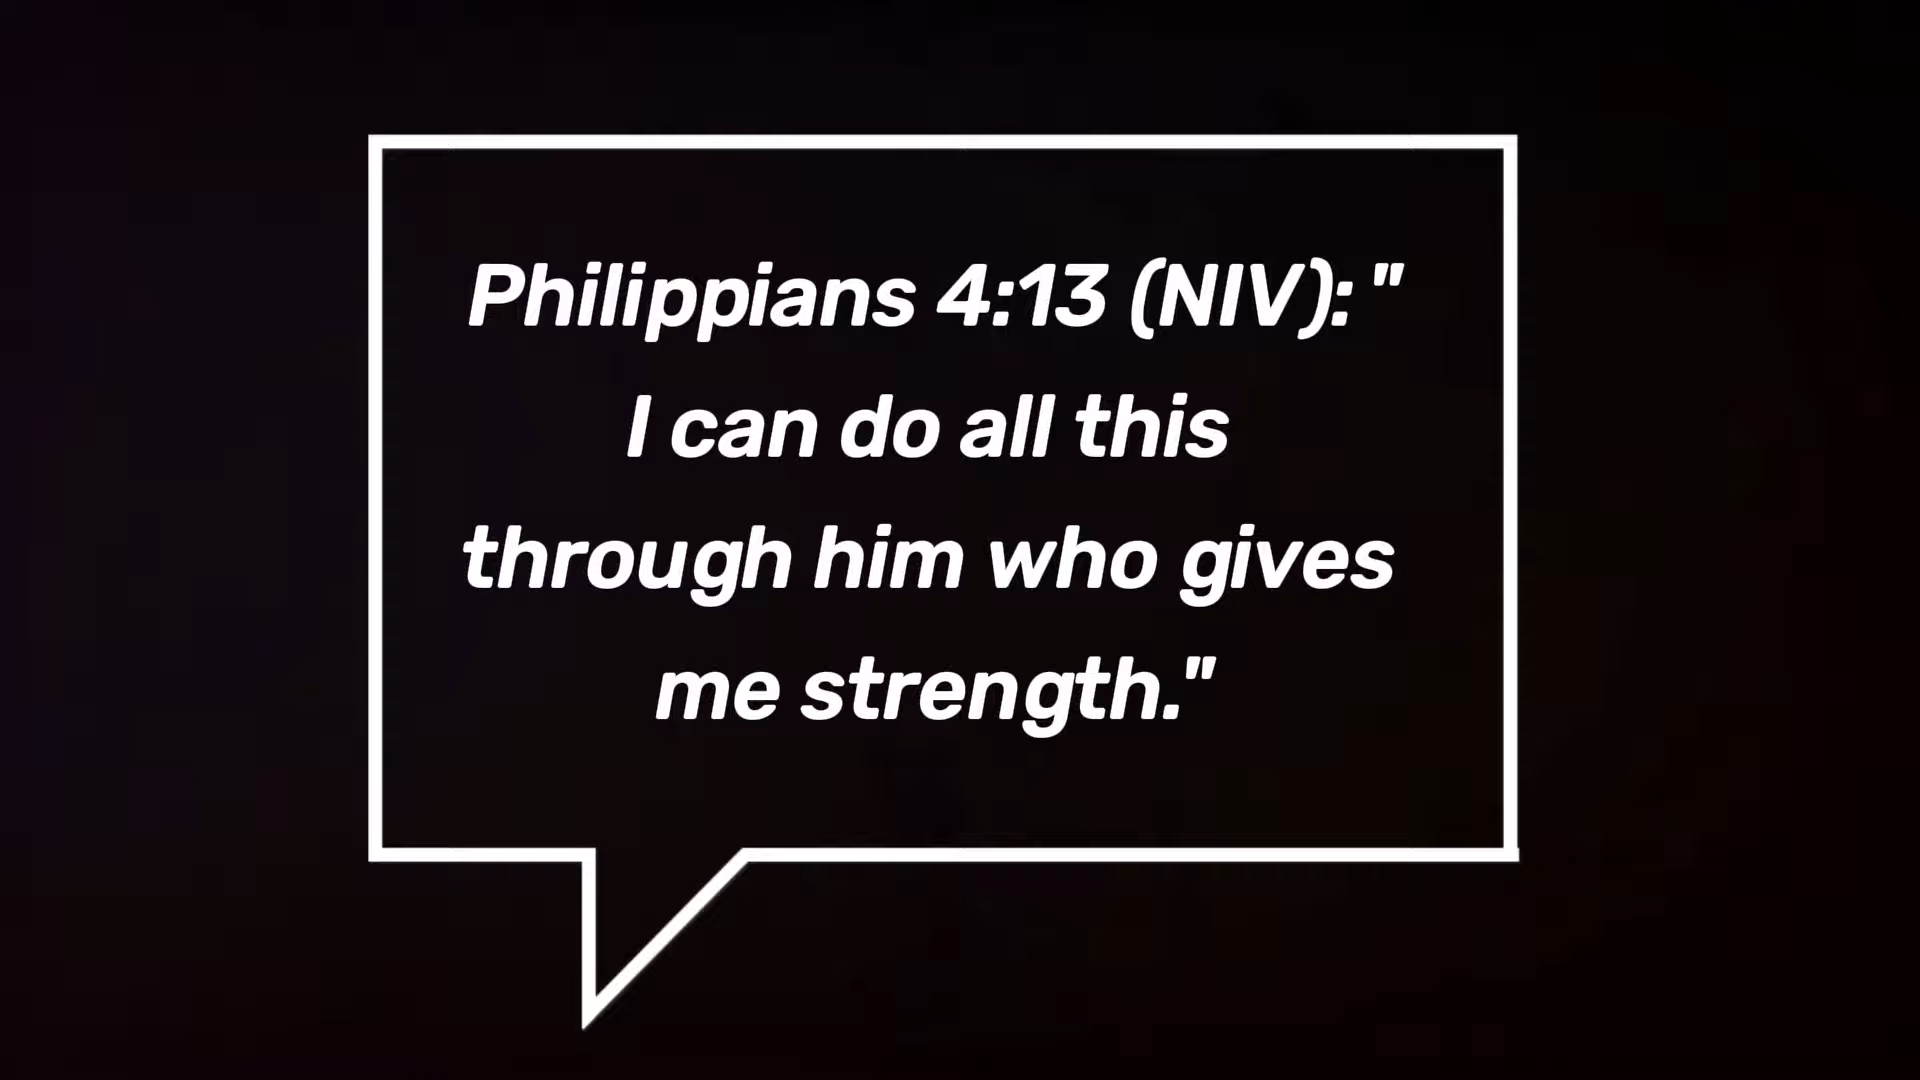 Philippians 4:13 (NIV): "
I can do all this
through him who gives
me strength."